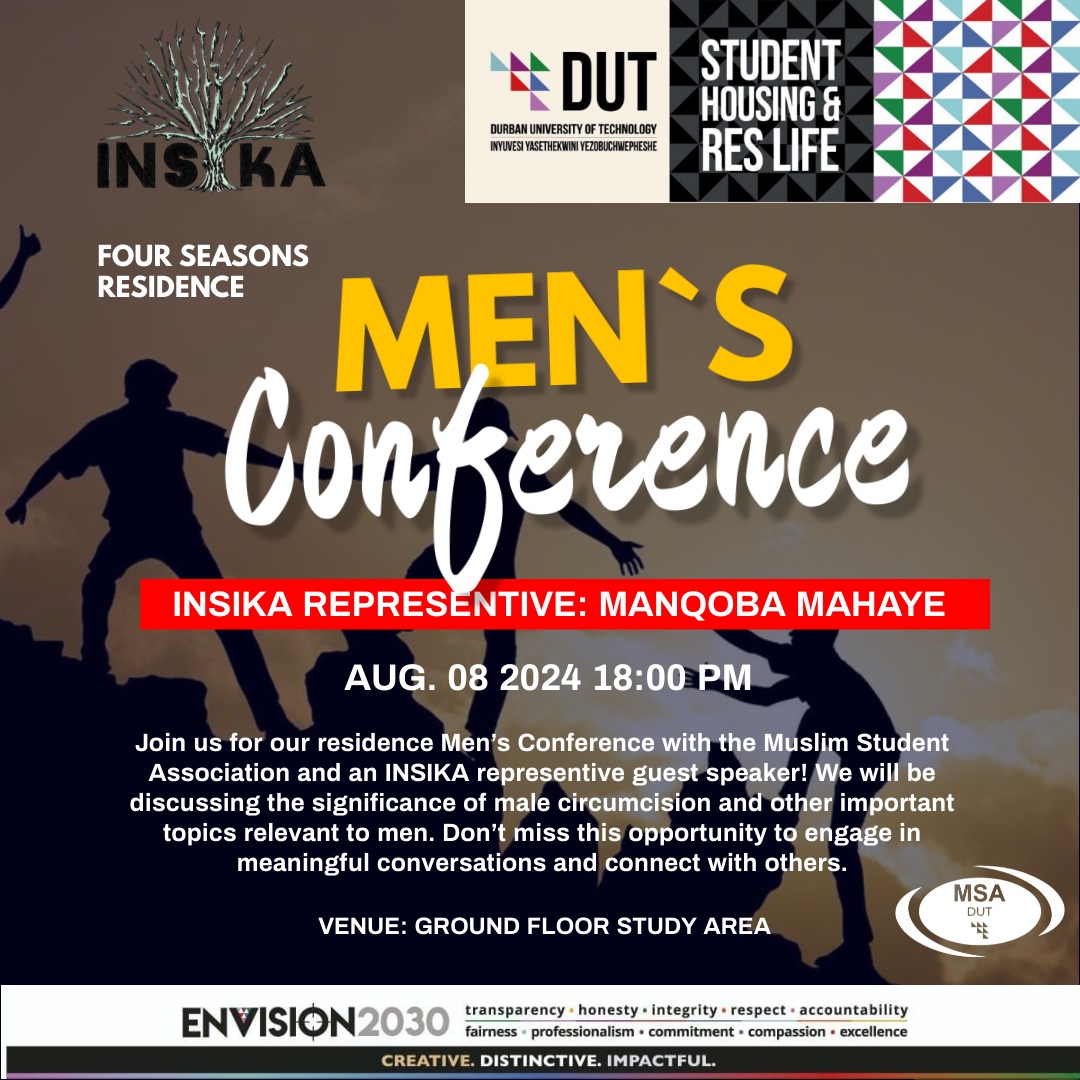 INSIKA
DUT
DURBAN UNIVERSITY OF TECHNOLOGY
INYUVESI YASETHEKWINI YEZOBUCHWEPHESHE
STUDENT
HOUSING &
RES LIFE
FOUR SEASONS
RESIDENCE
MEN`S
Conference
INSIKA REPRESENTIVE: MANQOBA MAHAYE
AUG. 08 2024 18:00 PM
Join us for our residence Men’s Conference with the Muslim Student
Association and an INSIKA representive guest speaker! We will be
discussing the significance of male circumcision and other important
topics relevant to men. Don’t miss this opportunity to engage in
meaningful conversations and connect with others.
MSA
DUT
VENUE: GROUND FLOOR STUDY AREA
ENVISION2030
transparency • honesty • integrity • respect • accountability
fairness • professionalism • commitment • compassion • excellence
CREATIVE. DISTINCTIVE. IMPACTFUL.